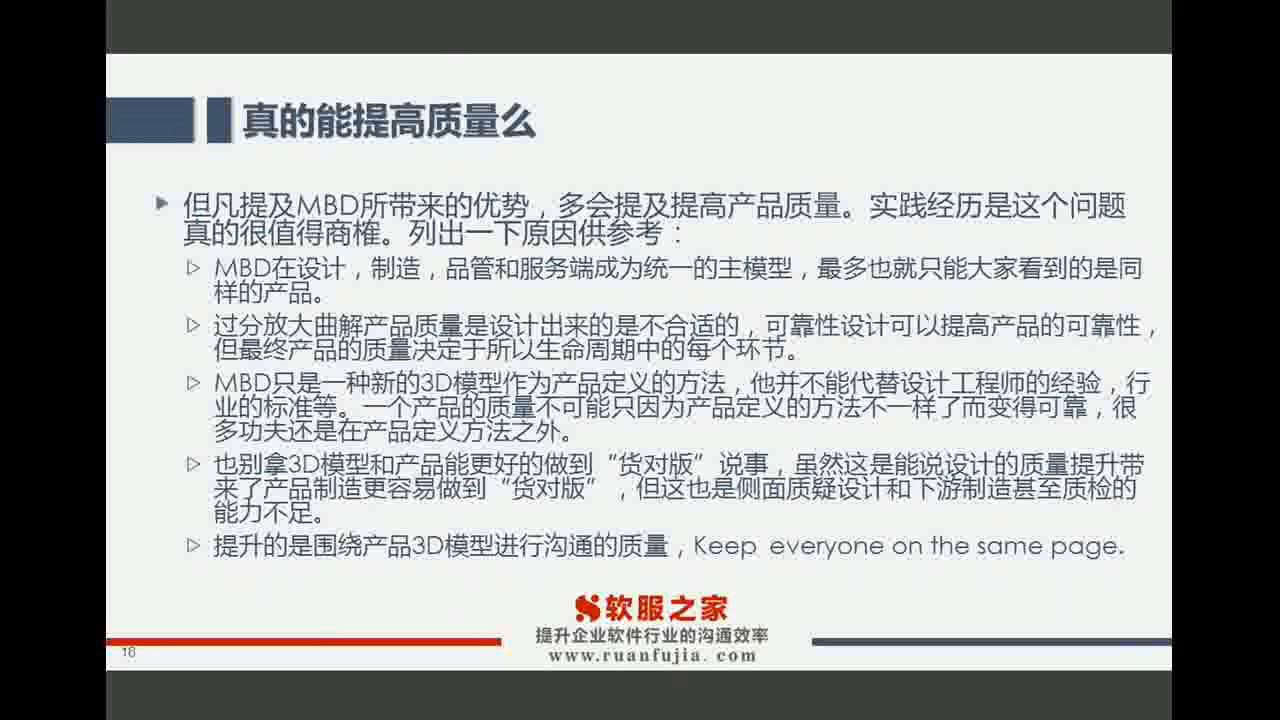 真的能提高质量么
但凡提及MBD所带来的优势，多会提及提高产品质量。实践经历是这个问题
真的很值得商榷。列出一下原因供参考：
MBD在设计，制造，品管和服务端成为统一的主模型，最多也就只能大家看到的是同
样的产品。
过分放大曲解产品质量是设计出来的是不合适的，可靠性设计可以提高产品的可靠性，
但最终产品的质量决定于所以生命周期中的每个环节。
MBD只是一种新的3D模型作为产品定义的方法，他并不能代替设计工程师的经验，行
业的标准等。一个产品的质量不可能只因为产品定义的方法不一样了而变得可靠，很
多功夫还是在产品定义方法之外。
也别拿3D模型和产品能更好的做到“货对版”说事，虽然这是能说设计的质量提升带
来了产品制造更容易做到“货对版”，但这也是侧面质疑设计和下游制造甚至质检的
能力不足。
提升的是围绕产品3D模型进行沟通的质量，Keep everyone on the same page.
软服之家
提升企业软件行业的沟通效率
www.ruanfujia.com
18